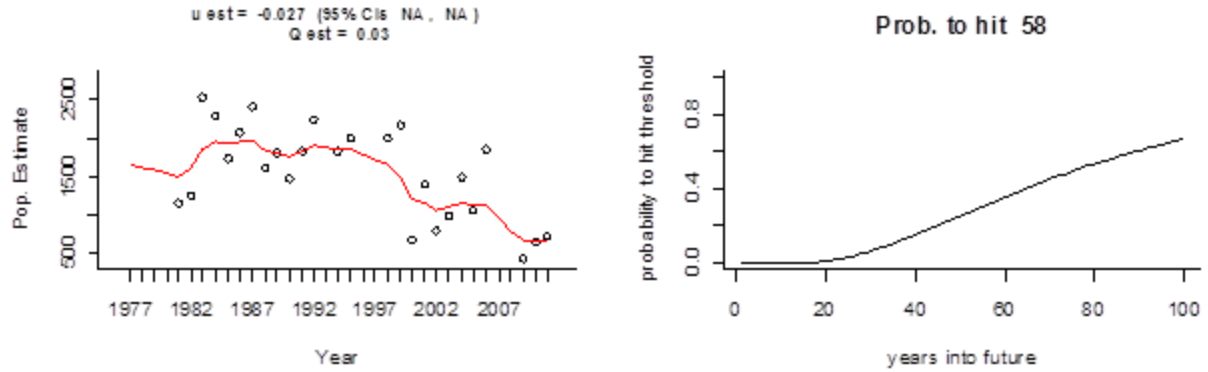 u est = -0.027 (95% CIs NA , NA )
Q est = 0.03
Pop. Estimate
2500
1500
500
1977 1982 1987 1992 1997 2002 2007
Year
Prob. to hit 58
probability to hit threshold
0.8
0.4
0.0
0 20 40 60 80 100
years into future